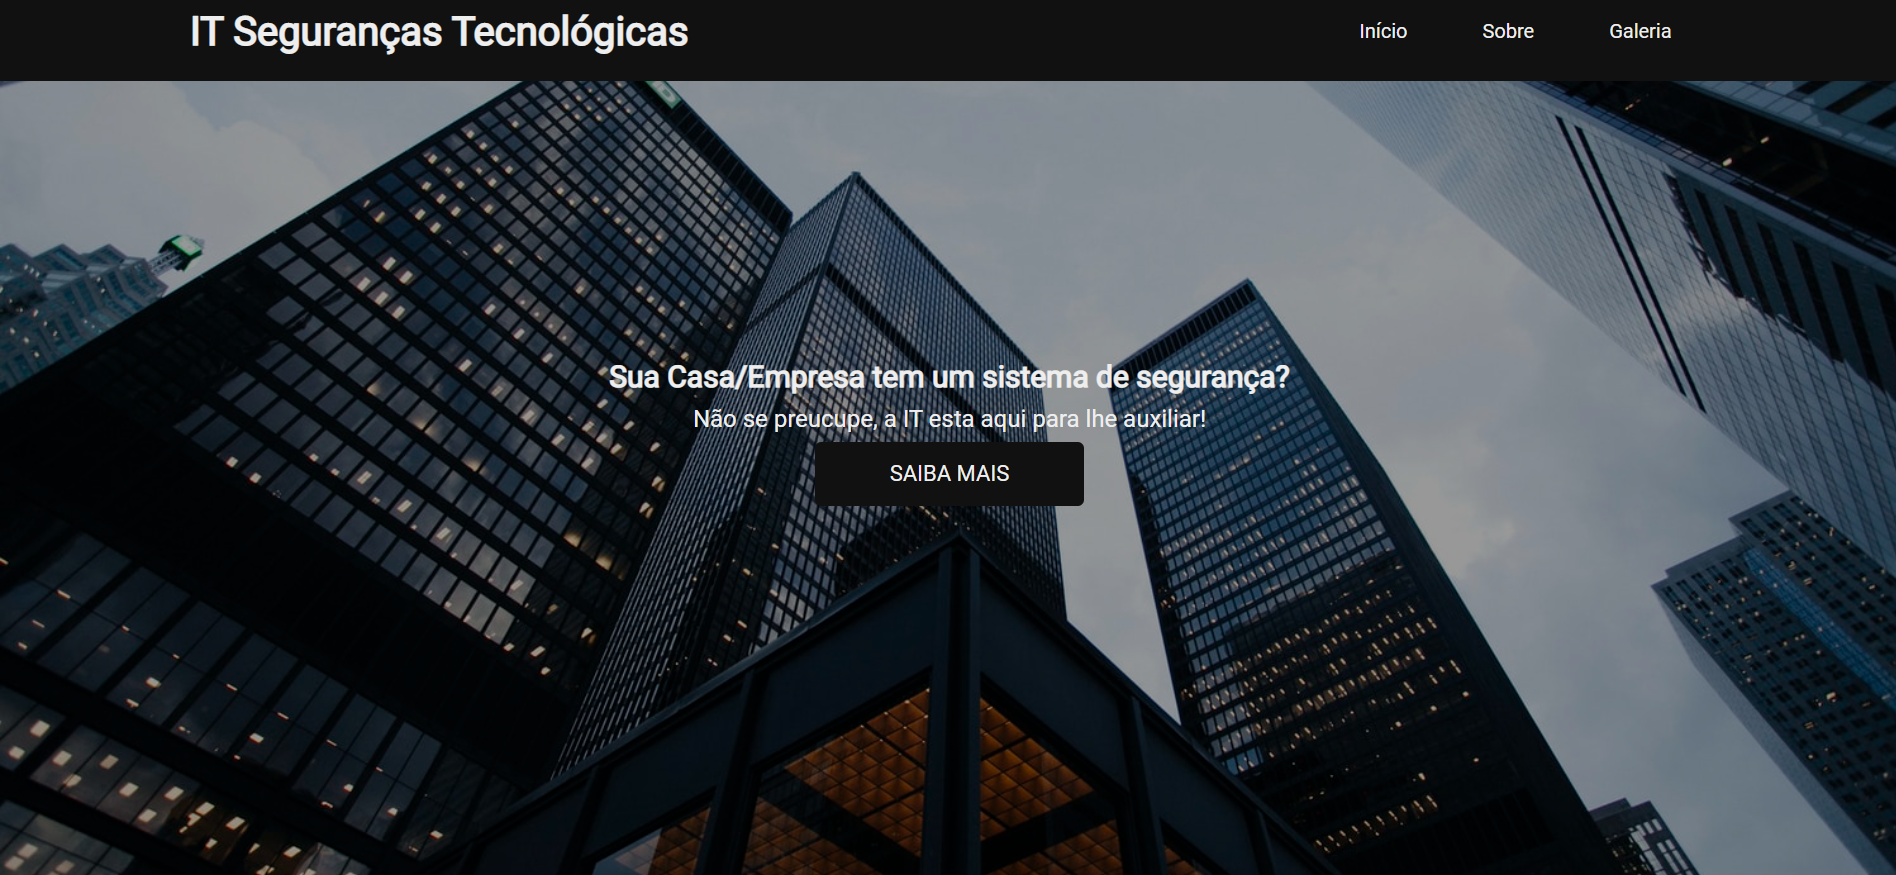 IT Seguranças Tecnológicas
Início Sobre Galeria
Sua Casa/Empresa tem um sistema de segurança?
Não se preucupe, a IT esta aqui para lhe auxiliar!
SAIBA MAIS